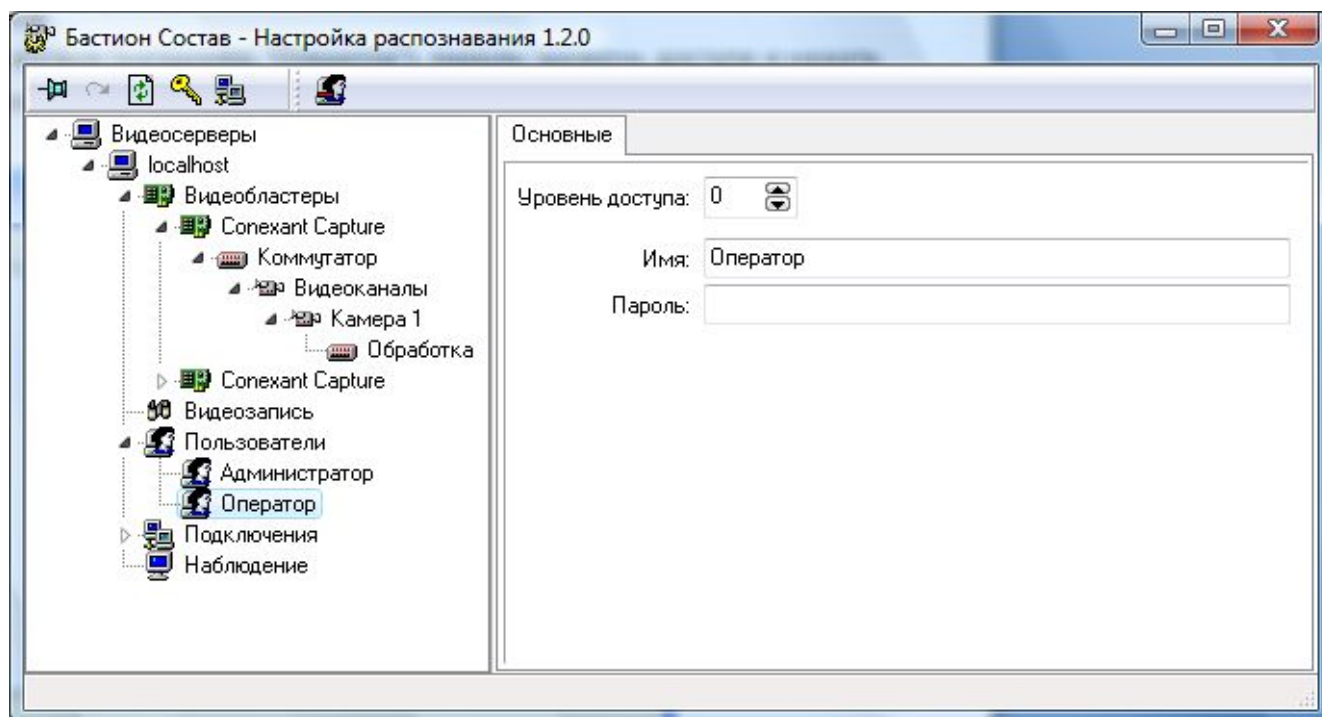 Бастион Состав - Настройка распознавания 1.2.0
Видеосерверы
localhost
Видеобластеры
Conexant Capture
Коммутатор
Видеоканалы
Камера 1
Обработка
Conexant Capture
Видеозапись
Пользователи
Администратор
Оператор
Подключения
Наблюдение
Основные
Уровень доступа: 0
Имя: Оператор
Пароль: